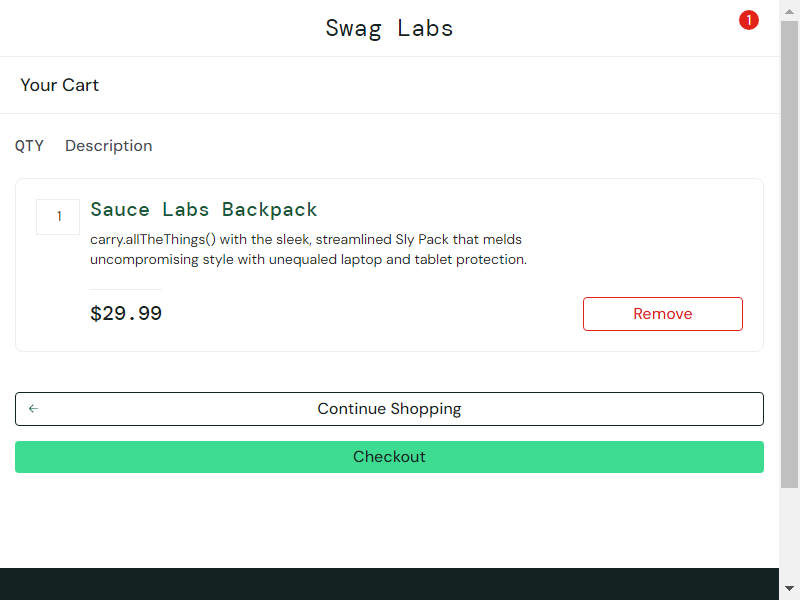 Swag Labs
1
Your Cart
QTY Description
1
Sauce Labs Backpack
carry.allTheThings() with the sleek, streamlined Sly Pack that melds
uncompromising style with unequaled laptop and tablet protection.
$29.99
Remove
Continue Shopping
Checkout